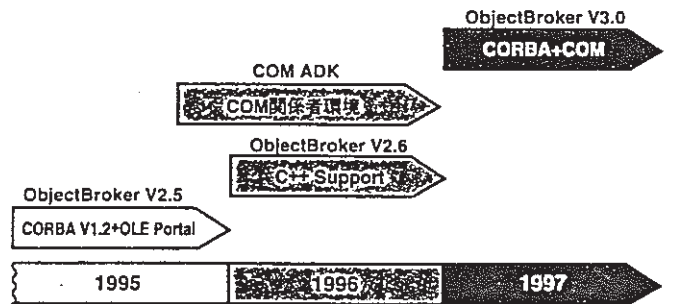 ObjectBroker V3.0
CORBA+COM
COM ADK
COM関係者環境
ObjectBroker V2.6
C++ Support
ObjectBroker V2.5
CORBA V1.2+OLE Portal
1995
1996
1997